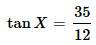 tan X = 35/12